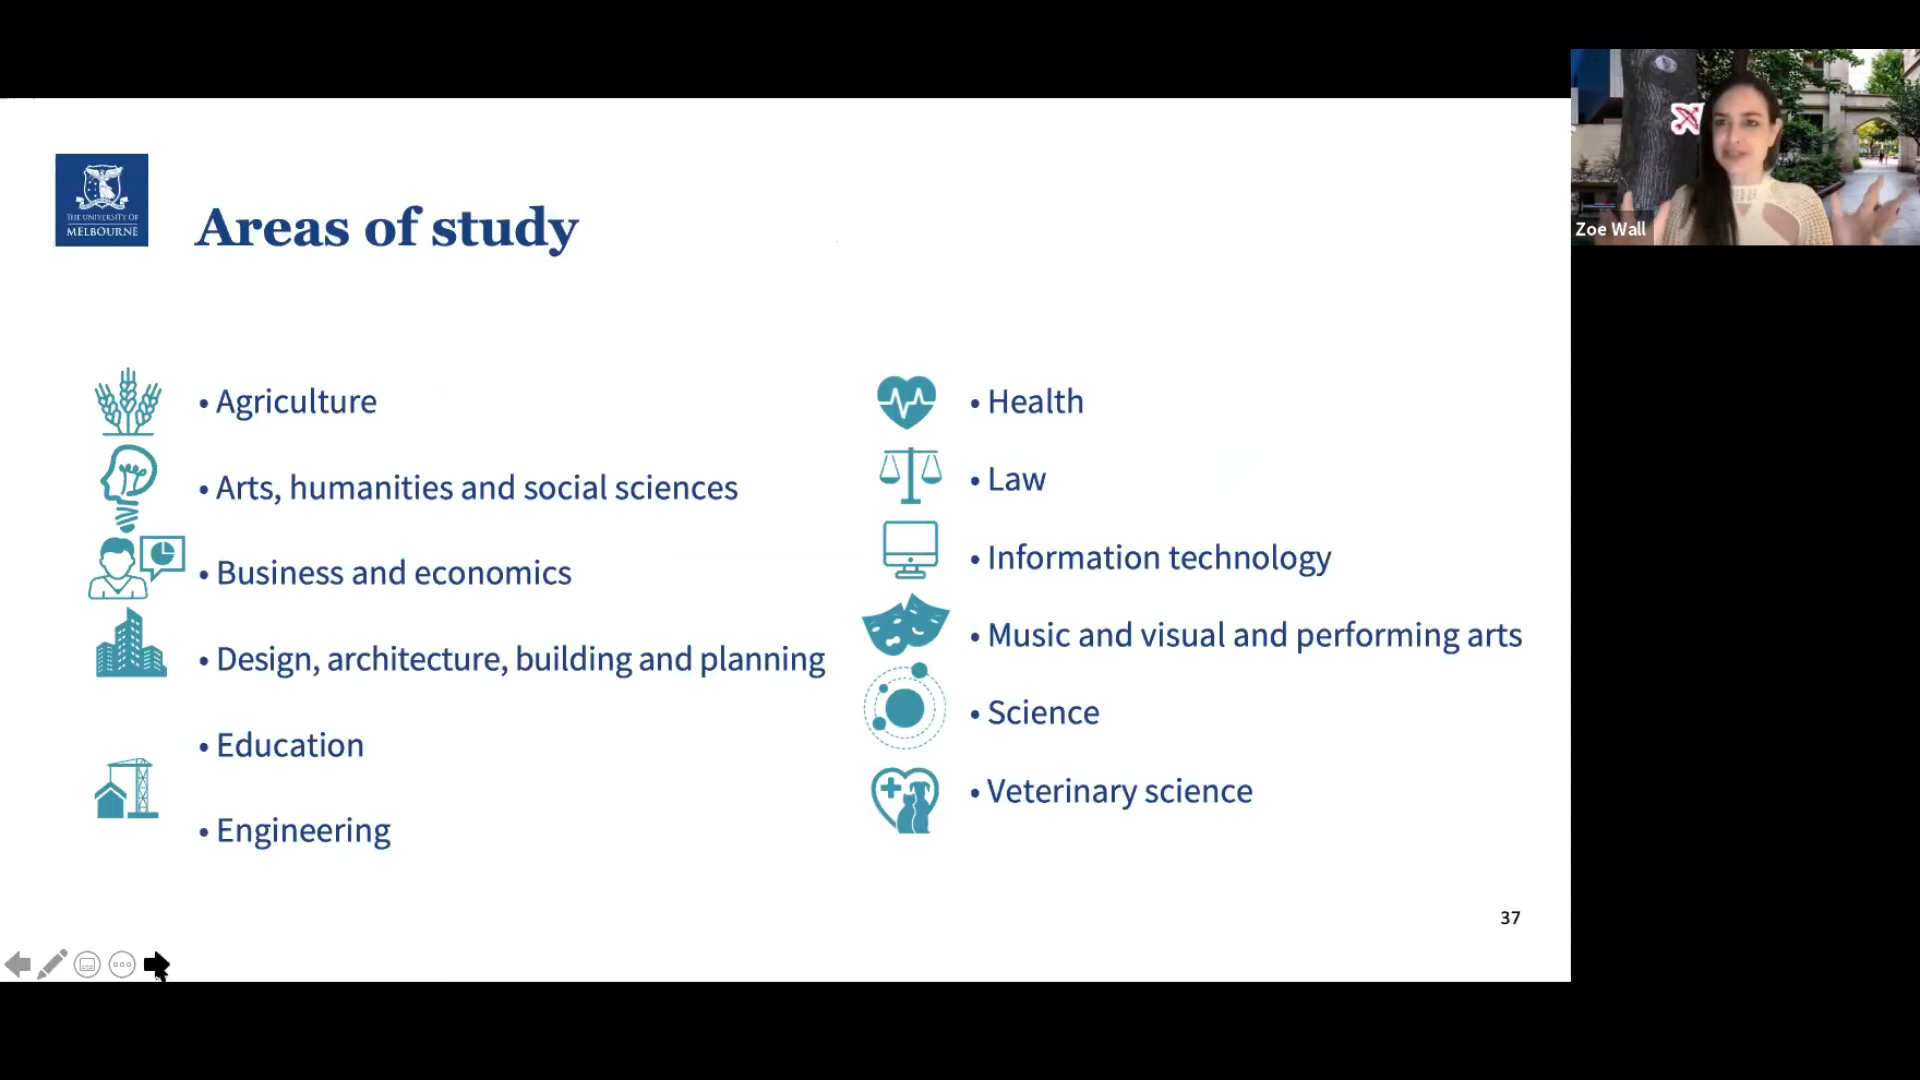 THE UNIVERSITY OF
MELBOURNE
Areas of study
• Agriculture
• Arts, humanities and social sciences
• Business and economics
• Design, architecture, building and planning
• Education
• Engineering
• Health
• Law
• Information technology
• Music and visual and performing arts
• Science
• Veterinary science
37
Zoe Wall